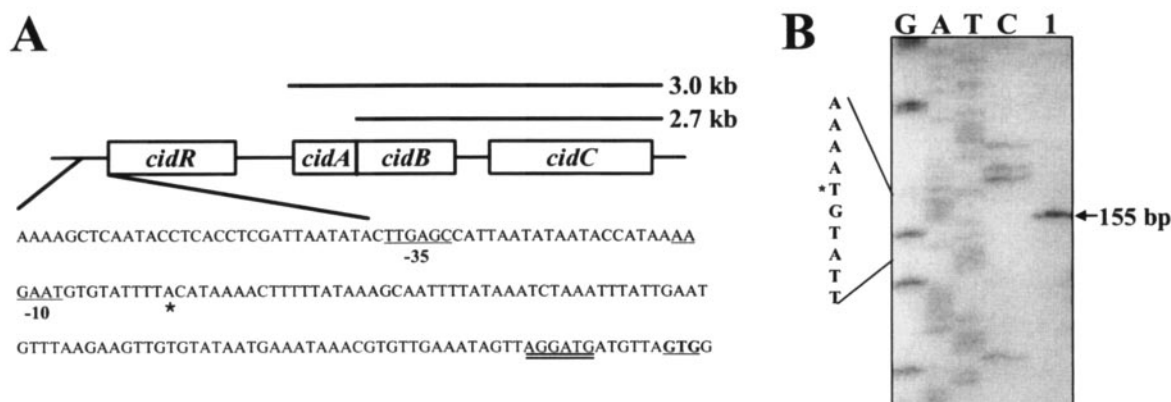 A
3.0 kb
2.7 kb
cidR cidA cidB cidC
AAAAGCTCAATACCTCACCTCGATTAATATACTTGAGCCATTAATATAATACCATAAAA
-35
GAATGTGTATTTTACATAAAACTTTTTATAAAGCAATTTTATAAATCTAAATTTATTGAAT
-10 *
GTTTAAGAAGTTGTGTATAATGAAATAAACGTGTTGAAATAGTTAGGATGATGTTAGTGG
B
G A T C 1
A
A
A
A
*T
G
T
A
T
T
155 bp